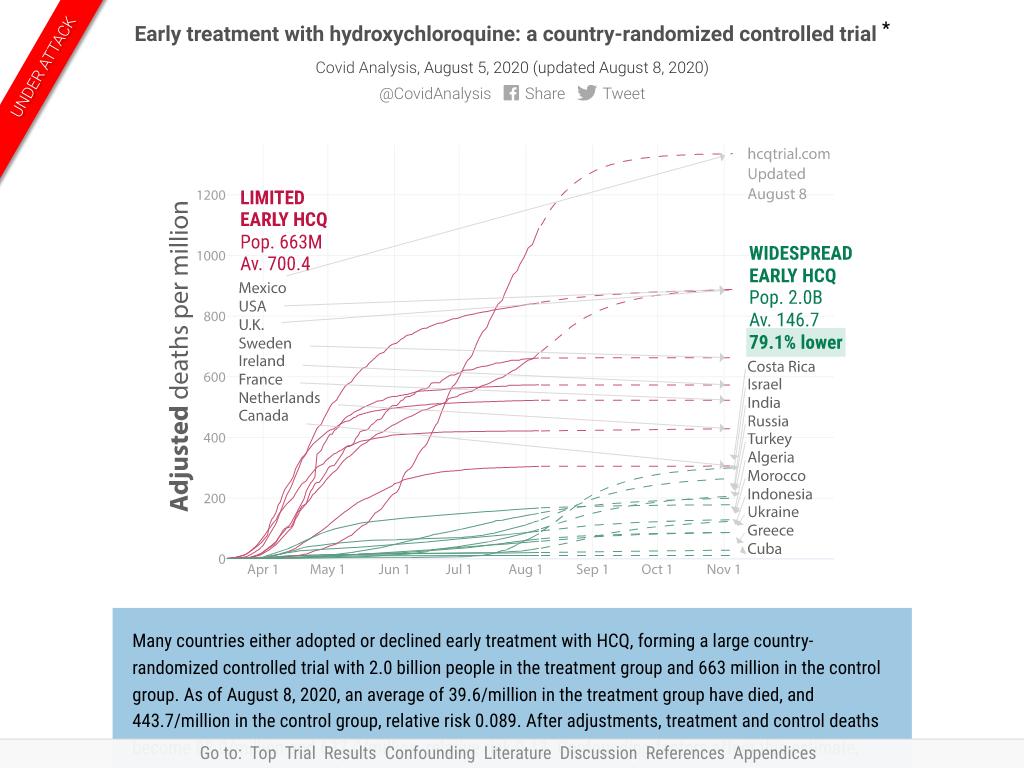 UNDER ATTACK
Early treatment with hydroxychloroquine: a country-randomized controlled trial *
Covid Analysis, August 5, 2020 (updated August 8, 2020)
@CovidAnalysis Share Tweet
hcqtrial.com
Updated
August 8
LIMITED
EARLY HCQ
Pop. 663M
Av. 700.4
Mexico
USA
U.K.
Sweden
Ireland
France
Netherlands
Canada
WIDESPREAD
EARLY HCQ
Pop. 2.0B
Av. 146.7
79.1% lower
Costa Rica
Israel
India
Russia
Turkey
Algeria
Morocco
Indonesia
Ukraine
Greece
Cuba
Adjusted deaths per million
1200
1000
800
600
400
200
0
Apr 1 May 1 Jun 1 Jul 1 Aug 1 Sep 1 Oct 1 Nov 1
Many countries either adopted or declined early treatment with HCQ, forming a large country-
randomized controlled trial with 2.0 billion people in the treatment group and 663 million in the control
group. As of August 8, 2020, an average of 39.6/million in the treatment group have died, and
443.7/million in the control group, relative risk 0.089. After adjustments, treatment and control deaths
Go to: Top Trial Results Confounding Literature Discussion References Appendices